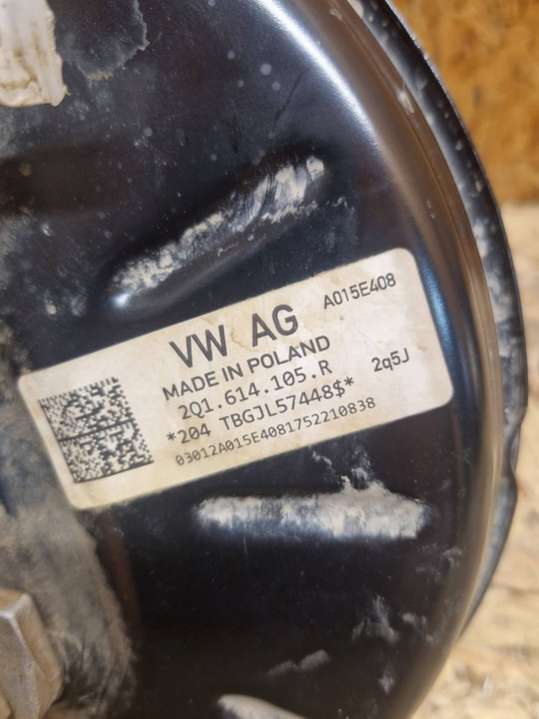 VW AG A015E408
MADE IN POLAND
2Q1.614.105.R 2q5J
*204 TBGJL57448$*
03012A015E4081752210838